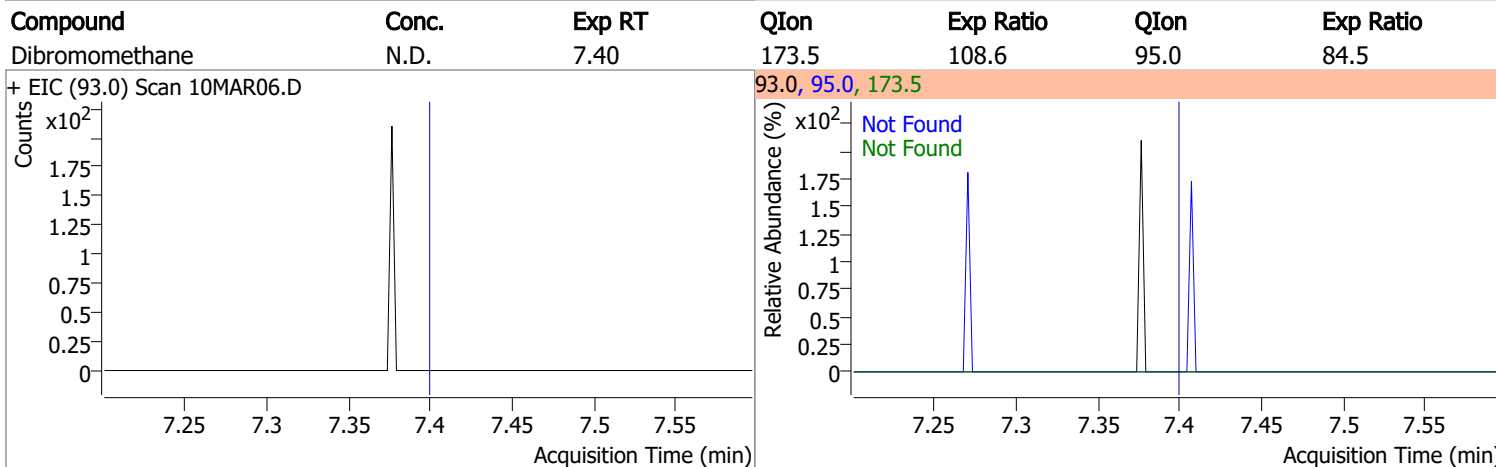 Compound Conc. Exp RT QIon Exp Ratio QIon Exp Ratio
Dibromomethane N.D. 7.40 173.5 108.6 95.0 84.5
+ EIC (93.0) Scan 10MAR06.D
Counts
x10²
1.75
1.5
1.25
1
0.75
0.5
0.25
0
7.25 7.3 7.35 7.4 7.45 7.5 7.55
Acquisition Time (min)
93.0, 95.0, 173.5
Relative Abundance (%)
x10²
Not Found
Not Found
1.75
1.5
1.25
1
0.75
0.5
0.25
0
7.25 7.3 7.35 7.4 7.45 7.5 7.55
Acquisition Time (min)